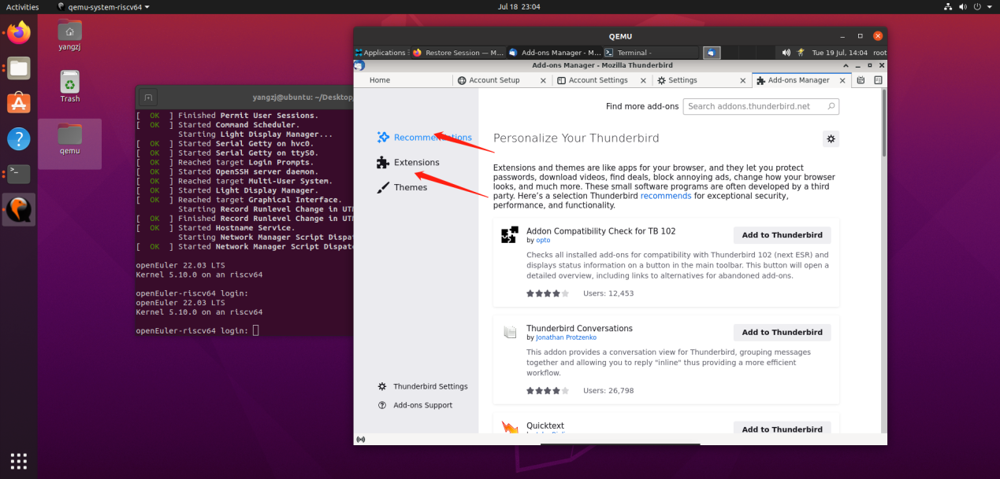 Activities
qemu-system-riscv64
Jul 18 23:04
yangzj
Trash
qemu
yangzj@ubuntu: ~/Desktop/
[ OK ] Finished Permit User Sessions.
[ OK ] Started Command Scheduler.
Starting Light Display Manager...
[ OK ] Started Serial Getty on hvc0.
[ OK ] Started Serial Getty on ttyS0.
[ OK ] Reached target Login Prompts.
[ OK ] Started OpenSSH server daemon.
[ OK ] Reached target Multi-User System.
[ OK ] Started Light Display Manager.
[ OK ] Reached target Graphical Interface.
Starting Record Runlevel Change in UTM
[ OK ] Finished Record Runlevel Change in UTM
[ OK ] Started Hostname Service.
Starting Network Manager Script Dispat
[ OK ] Started Network Manager Script Dispatc
openEuler 22.03 LTS
Kernel 5.10.0 on an riscv64
openEuler-riscv64 login:
openEuler 22.03 LTS
Kernel 5.10.0 on an riscv64
openEuler-riscv64 login:
QEMU
Applications
Restore Session — M...
Add-ons Manager - M...
Terminal -
Tue 19 Jul, 14:04 root
Add-ons Manager - Mozilla Thunderbird
Home
Account Setup
Account Settings
Settings
Add-ons Manager
Find more add-ons
Search addons.thunderbird.net
Recommendations
Extensions
Themes
Thunderbird Settings
Add-ons Support
Personalize Your Thunderbird
Extensions and themes are like apps for your browser, and they let you protect
passwords, download videos, find deals, block annoying ads, change how your browser
looks, and much more. These small software programs are often developed by a third
party. Here's a selection Thunderbird recommends for exceptional security,
performance, and functionality.
Addon Compatibility Check for TB 102
by opto
Add to Thunderbird
Checks all installed add-ons for compatibility with Thunderbird 102 (next ESR) and
displays status information on a button in the main toolbar. This button will open a
detailed overview, including links to alternatives for abandoned add-ons.
Users: 12,453
Thunderbird Conversations
by Jonathan Protzenko
Add to Thunderbird
This addon provides a conversation view for Thunderbird, grouping messages
together and allowing you to reply "inline" thus providing a more efficient
workflow.
Users: 26,798
Quicktext
Add to Thunderbird